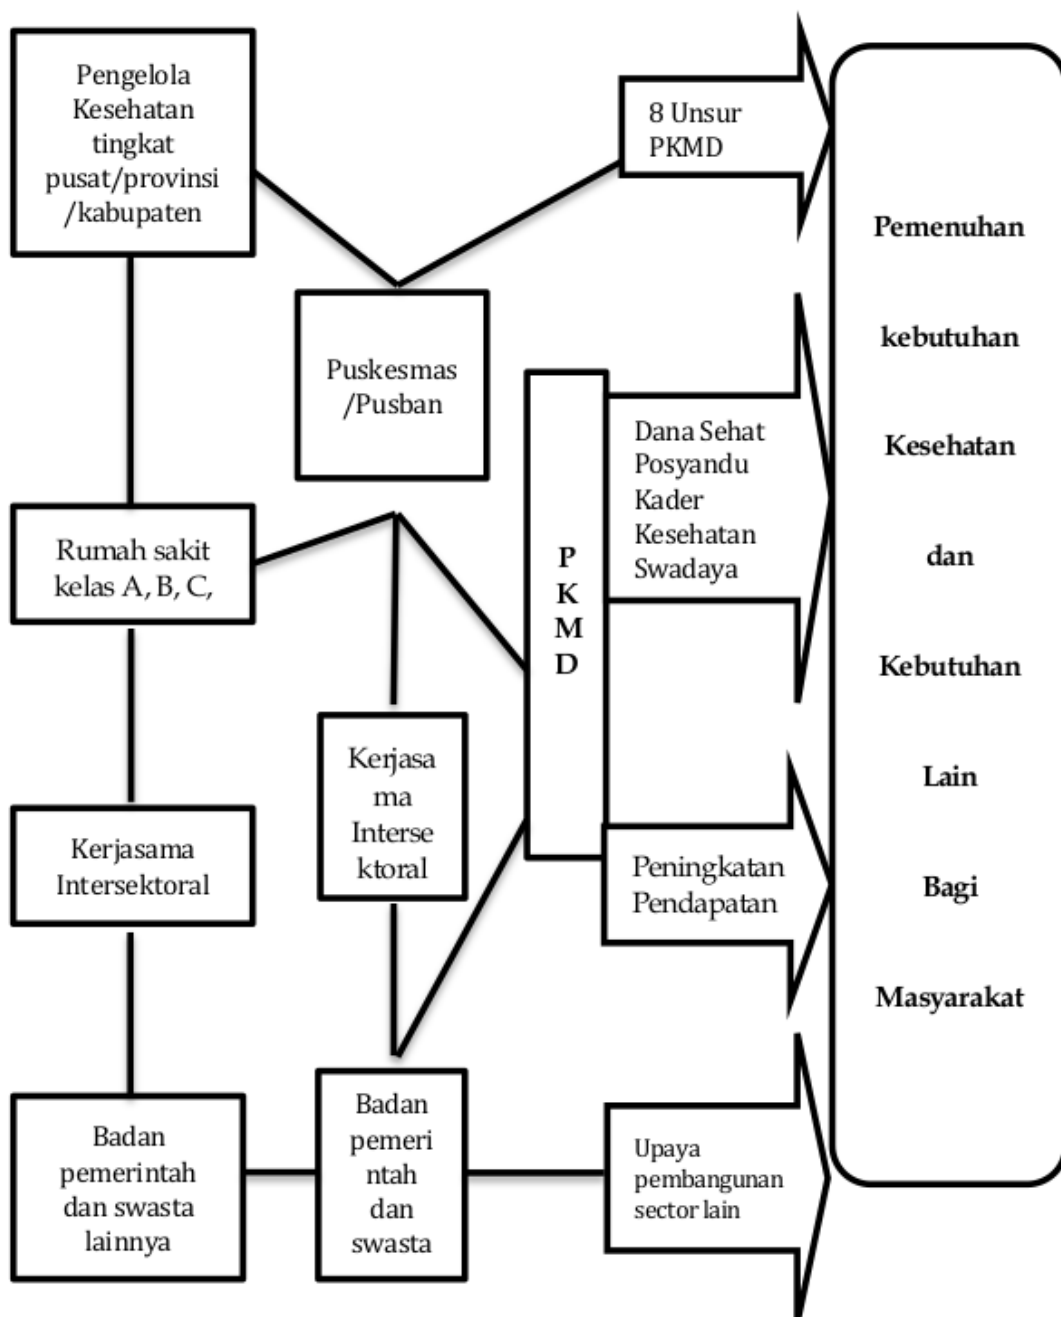 Pengelola
Kesehatan
tingkat
pusat/provinsi
/kabupaten
8 Unsur
PKMD
Puskesmas
/Pusban
Dana Sehat
Posyandu
Kader
Kesehatan
Swadaya
P
K
M
D
Rumah sakit
kelas A, B, C,
Kerjasa
ma
Interse
ktoral
Kerjasama
Intersektoral
Peningkatan
Pendapatan
Badan
pemerintah
dan swasta
lainnya
Badan
pemeri
ntah
dan
swasta
Upaya
pembangunan
sector lain
Pemenuhan
kebutuhan
Kesehatan
dan
Kebutuhan
Lain
Bagi
Masyarakat